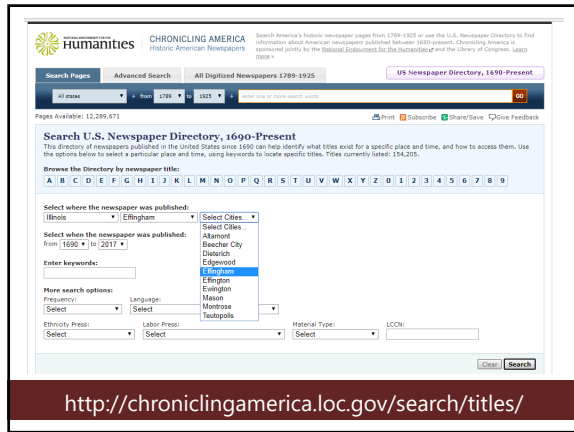 NATIONAL ENDOWMENT FOR THE
Humanities
CHRONICLING AMERICA
Historic American Newspapers
Search America's historic newspaper pages from 1789-1925 or use the U.S. Newspaper Directory to find
information about American newspapers published between 1690-present. Chronicling America is
sponsored jointly by the National Endowment for the Humanities and the Library of Congress. Learn
more »
Search Pages
Advanced Search
All Digitized Newspapers 1789-1925
US Newspaper Directory, 1690-Present
All states + from 1789 to 1925 + enter one or more search words GO
Pages Available: 12,289,671
Print Subscribe Share/Save Give Feedback
Search U.S. Newspaper Directory, 1690-Present
This directory of newspapers published in the United States since 1690 can help identify what titles exist for a specific place and time, and how to access them. Use
the options below to select a particular place and time, using keywords to locate specific titles. Titles currently listed: 154,205.
Browse the Directory by newspaper title:
A B C D E F G H I J K L M N O P Q R S T U V W X Y Z 0 1 2 3 4 5 6 7 8 9
Select where the newspaper was published:
Illinois Effingham Select Cities...
Select Cities...
Altamont
Beecher City
Dieterich
Edgewood
Effingham
Effington
Ewington
Mason
Montrose
Teutopolis
Select when the newspaper was published:
from 1690 to 2017
Enter keywords:
More search options:
Frequency: Language:
Select Select
Ethnicity Press: Labor Press: Material Type: LCCN:
Select Select Select
Clear Search
http://chroniclingamerica.loc.gov/search/titles/